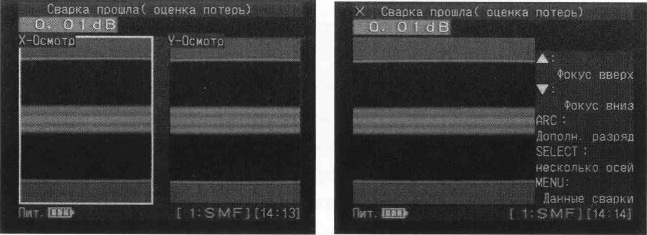 Сварка прошла( оценка потерь)
0. 01dB
X-Осмотр Y-Осмотр
Пит. [ 1:SMF][14:13]
X Сварка прошла( оценка потерь)
0. 01dB
▲:
Фокус вверх
▼:
Фокус вниз
ARC:
Дополн. разряд
SELECT:
несколько осей
MENU:
Данные сварки
Пит. [ 1:SMF][14:14]